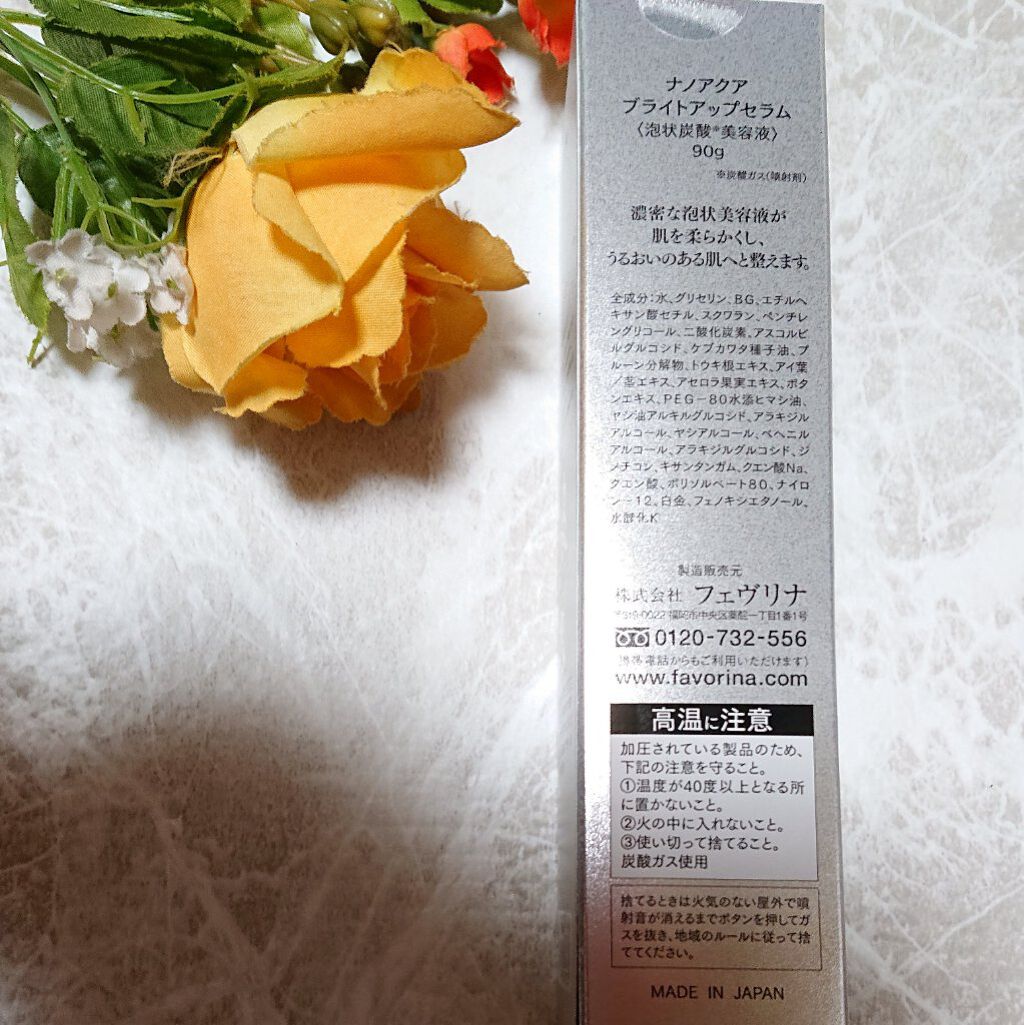 ナノアクア
ブライトアップセラム
〈泡状炭酸※美容液〉
90g
※炭酸ガス(噴射剤)
濃密な泡状美容液が
肌を柔らかくし、
うるおいのある肌へと整えます。
全成分:水、グリセリン、BG、エチルヘ
キサン酸セチル、スクワラン、ペンチレ
ングリコール、二酸化炭素、アスコルビ
ルグルコシド、ケブカワタ種子油、プ
ルーン分解物、トウキ根エキス、アイ葉
/茎エキス、アセロラ果実エキス、ボタ
ンエキス、PEG-80水添ヒマシ油、
ヤシ油アルキルグルコシド、アラキジル
アルコール、ヤシアルコール、ベヘニル
アルコール、アラキジルグルコシド、ジ
メチコン、キサンタンガム、クエン酸Na、
クエン酸、ポリソルベート80、ナイロ
ン-12、白金、フェノキシエタノール、
水酸化K
製造販売元
株式会社 フェヴリナ
〒819-0022 福岡市中央区薬院一丁目1番1号
0120-732-556
携帯電話からもご利用いただけます)
www.favorina.com
高温に注意
加圧されている製品のため、
下記の注意を守ること。
①温度が40度以上となる所
に置かないこと。
②火の中に入れないこと。
③使い切って捨てること。
炭酸ガス使用
捨てるときは火気のない屋外で噴
射音が消えるまでボタンを押してガ
スを抜き、地域のルールに従って捨
ててください。
MADE IN JAPAN